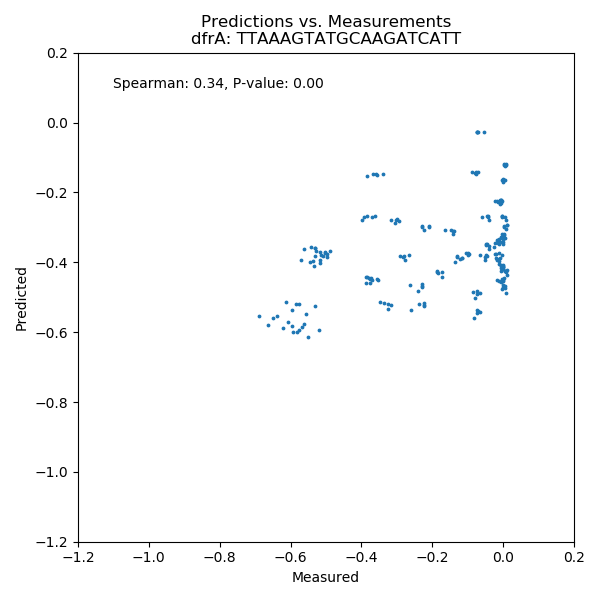 Predictions vs. Measurements
dfrA: TTAAAGTATGCAAGATCATT
Spearman: 0.34, P-value: 0.00
0.2
0.0
−0.2
−0.4
−0.6
−0.8
−1.0
−1.2
Predicted
−1.2 −1.0 −0.8 −0.6 −0.4 −0.2 0.0 0.2
Measured